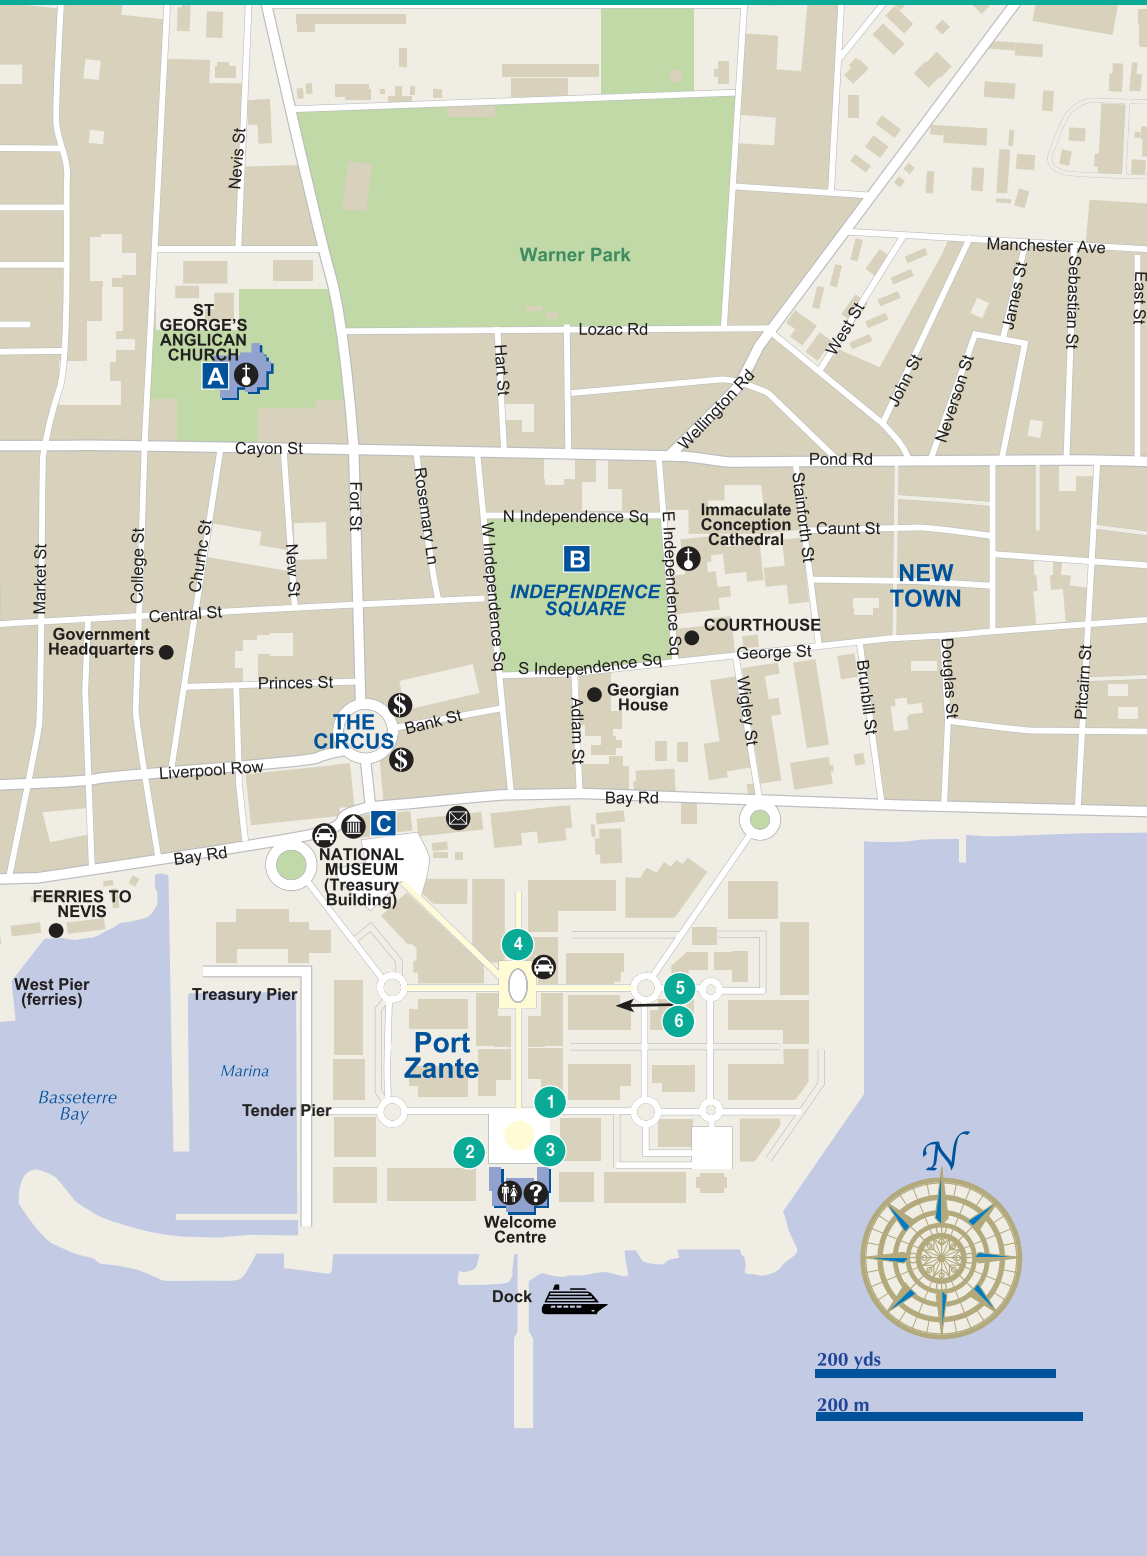 Nevis St
Warner Park
Manchester Ave
James St
Sebastian St
East St
ST
GEORGE'S
ANGLICAN
CHURCH
A
Lozac Rd
West St
Hart St
John St
Neverson St
Wellington Rd
Cayon St
Pond Rd
Fort St
Rosemary Ln
Stainforth St
N Independence Sq
E Independence Sq
W Independence Sq
Immaculate
Conception
Cathedral
Caunt St
Market St
College St
Churhc St
New St
B
INDEPENDENCE
SQUARE
NEW
TOWN
Central St
Government
Headquarters
COURTHOUSE
George St
S Independence Sq
Princes St
Georgian
House
Adlam St
Wigley St
Brunbill St
Douglas St
Pitcairn St
$
THE
CIRCUS
Bank St
$
Liverpool Row
Bay Rd
C
Bay Rd
NATIONAL
MUSEUM
(Treasury
Building)
FERRIES TO
NEVIS
4
West Pier
(ferries)
Treasury Pier
5
6
Port
Zante
Marina
Basseterre
Bay
Tender Pier
1
2
3
?
Welcome
Centre
N
Dock
200 yds
200 m